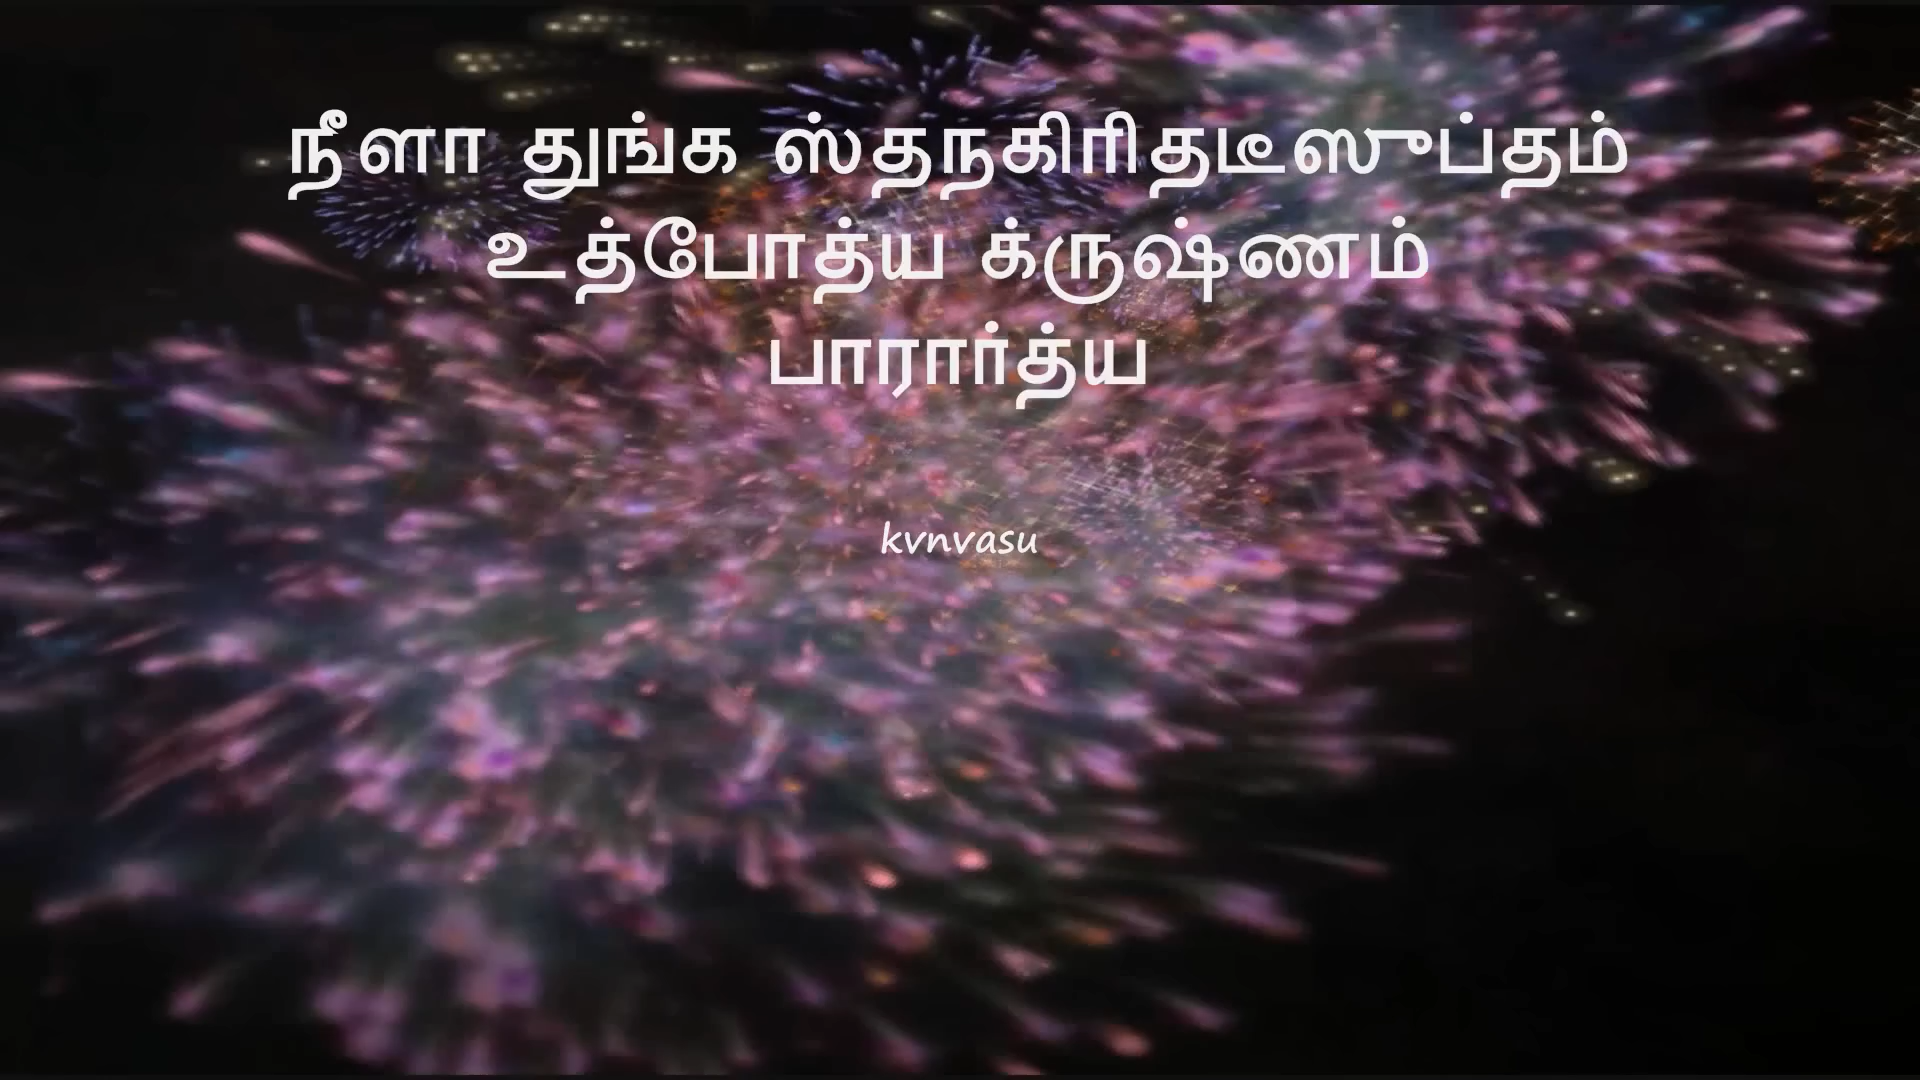 நீளா துங்க ஸ்தநகிரிதடீஸுப்தம்
உத்போத்ய க்ருஷ்ணம்
பாரார்த்ய
kvnvasu